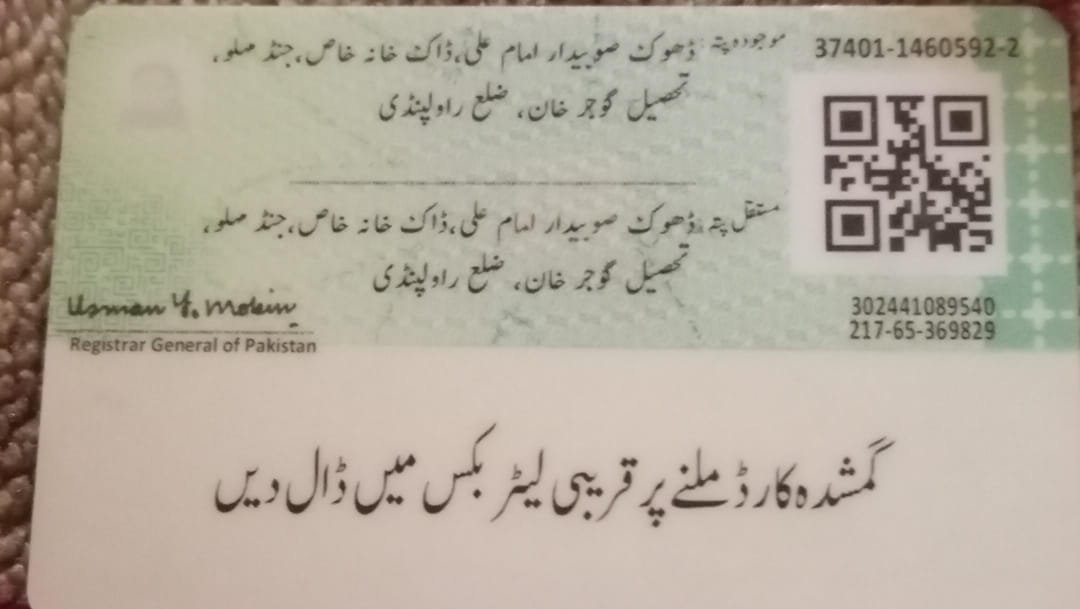 37401-1460592-2
موجودہ پتہ: ڈھوک صوبیدار امام علی، ڈاک خانہ خاص، جنڈ مہلو،
تحصیل گوجر خان، ضلع راولپنڈی
مستقل پتہ: ڈھوک صوبیدار امام علی، ڈاک خانہ خاص، جنڈ مہلو،
تحصیل گوجر خان، ضلع راولپنڈی
302441089540
217-65-369829
Usman Y. Mobin
Registrar General of Pakistan
گمشدہ کارڈ ملنے پر قریبی لیٹر بکس میں ڈال دیں